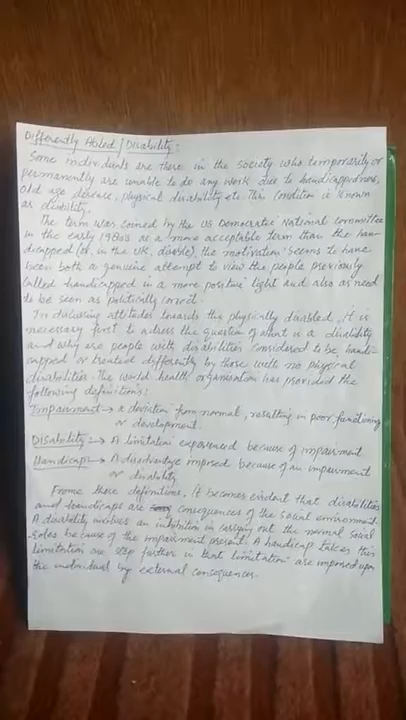 Differently Abled / Disability:
Some individuals are there in the society who temporarily or
permanently are unable to do any work due to handicappedness,
old age, disease, physical disability etc. This condition is known
as disibility.
The term was coined by the US Democratic National committee
in the early 1980s as a more acceptable term than the han-
dicapped (or, in the UK, disable), the motivation seems to have
been both a genuine attempt to view the people previously
called handicapped in a more positive light and also as need
to be seen as politically correct.
In discussing attitudes towards the physically disabled, it is
necessary first to adress the question of what is a disability
and why are people with disabilities considered to be handi-
capped or treated differently by those with no physical
disabilities. The world health organisation has provided the
following definitions:
Impairment → a deviation from normal, resulting in poor functioning
or development.
Disability → A limitation experienced because of impairment.
Handicap → A disadvantage imposed because of an impairment
or disability
Frome these definitions, It becomes evident that disabilities
and handicaps are consequences of the social environment.
A disability involves an inhibition in carrying out the normal social
roles because of the impairment present. A handicap takes this
limitation are step further in that limitation are imposed upon
the individual by external consequences.